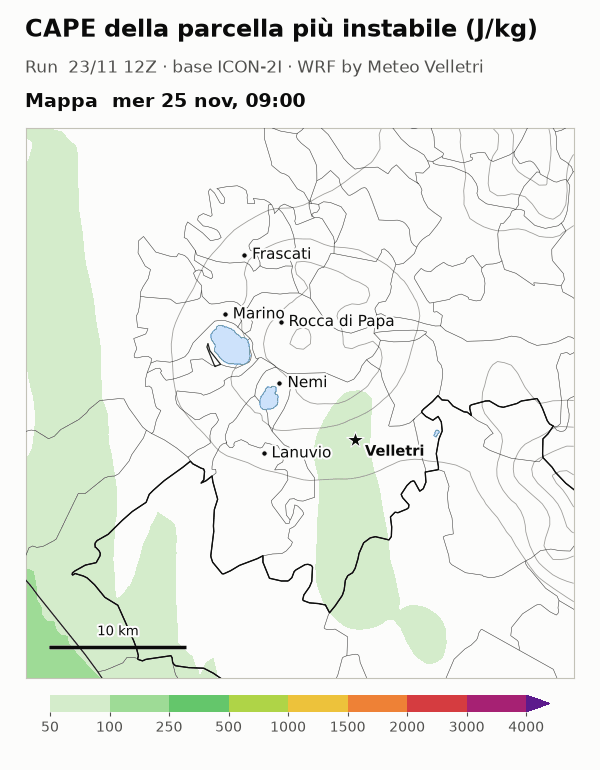 CAPE della parcella più instabile (J/kg)
Run  23/11 12Z · base ICON-2I · WRF by Meteo Velletri
Mappa  mer 25 nov, 09:00
Frascati
Marino
Rocca di Papa
Nemi
Velletri
Lanuvio
10 km
50 100 250 500 1000 1500 2000 3000 4000